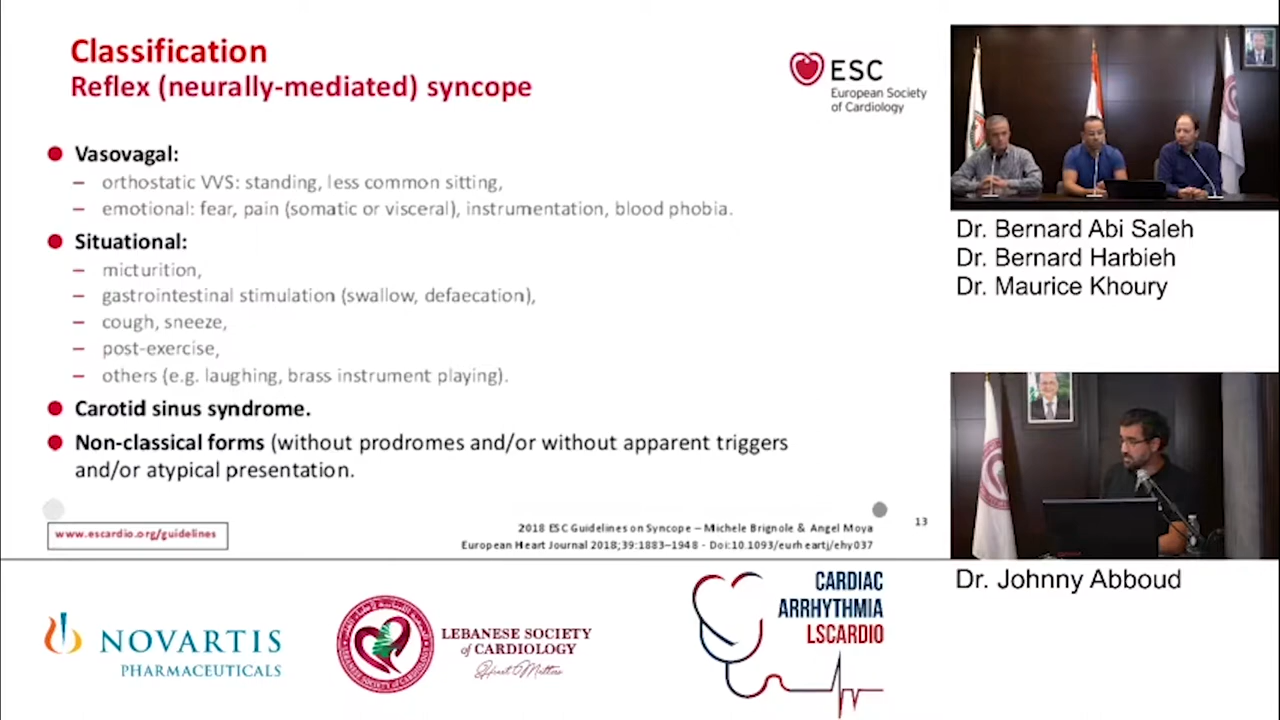 Classification
Reflex (neurally-mediated) syncope
ESC
European Society
of Cardiology
Vasovagal:
– orthostatic VVS: standing, less common sitting,
– emotional: fear, pain (somatic or visceral), instrumentation, blood phobia.
Situational:
– micturition,
– gastrointestinal stimulation (swallow, defaecation),
– cough, sneeze,
– post-exercise,
– others (e.g. laughing, brass instrument playing).
Carotid sinus syndrome.
Non-classical forms (without prodromes and/or without apparent triggers
and/or atypical presentation.
www.escardio.org/guidelines
2018 ESC Guidelines on Syncope – Michele Brignole & Angel Moya
European Heart Journal 2018;39:1883–1948 - Doi:10.1093/eurheartj/ehy037
13
Dr. Bernard Abi Saleh
Dr. Bernard Harbieh
Dr. Maurice Khoury
Dr. Johnny Abboud
NOVARTIS
PHARMACEUTICALS
LEBANESE SOCIETY
of CARDIOLOGY
Heart Matters
CARDIAC
ARRHYTHMIA
LSCARDIO